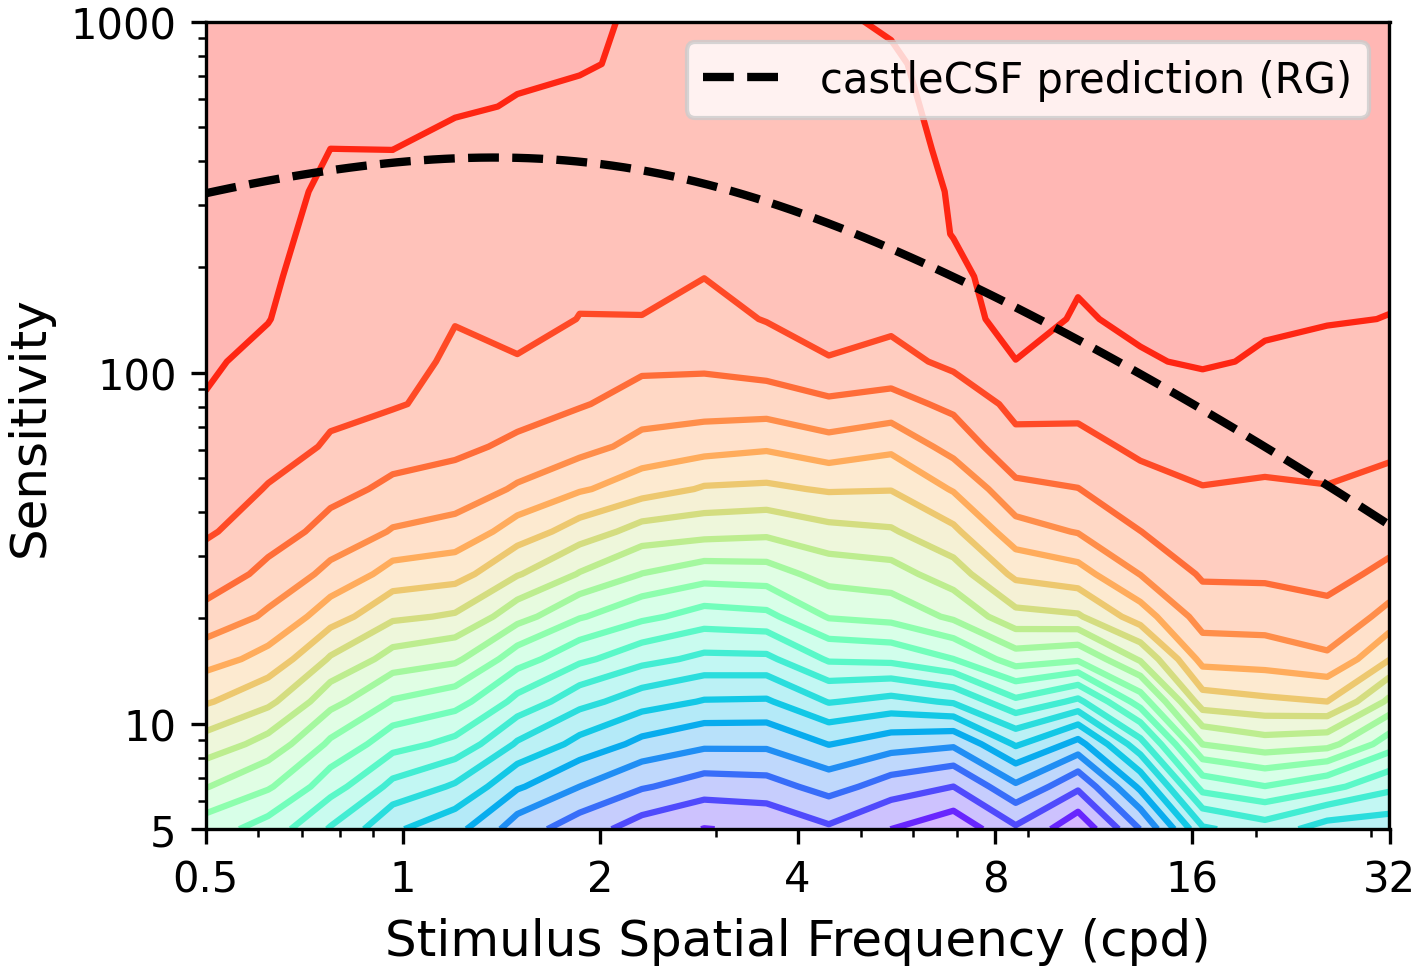 1000
100
10
5
Sensitivity
castleCSF prediction (RG)
0.5 1 2 4 8 16 32
Stimulus Spatial Frequency (cpd)